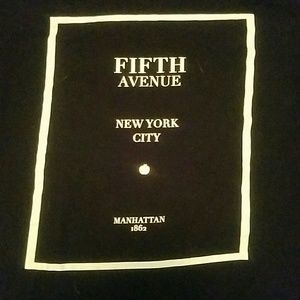 FIFTH
AVENUE
NEW YORK
CITY
MANHATTAN
1862